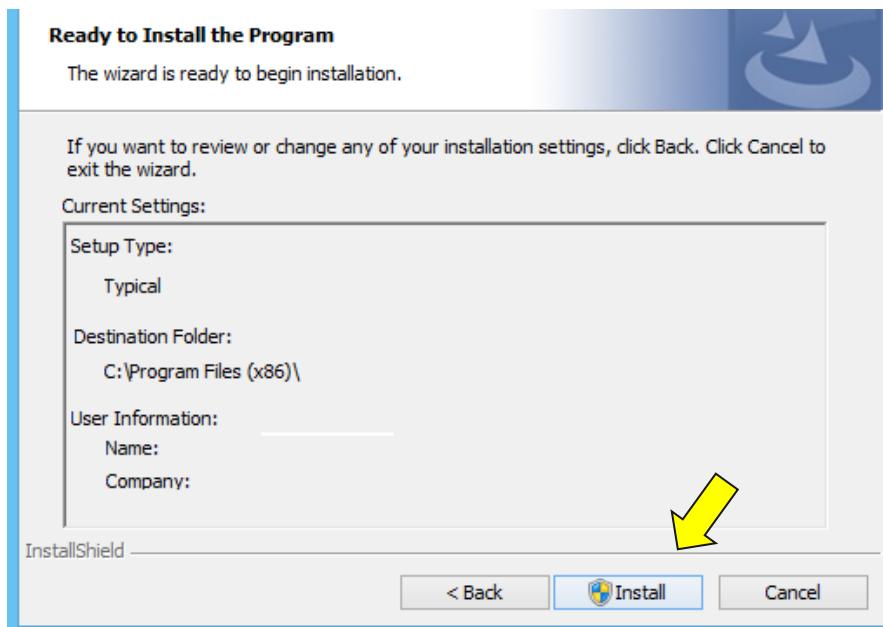 Ready to Install the Program
The wizard is ready to begin installation.
If you want to review or change any of your installation settings, click Back. Click Cancel to
exit the wizard.
Current Settings:
Setup Type:
Typical
Destination Folder:
C:\Program Files (x86)\
User Information:
Name:
Company:
InstallShield
< Back
Install
Cancel